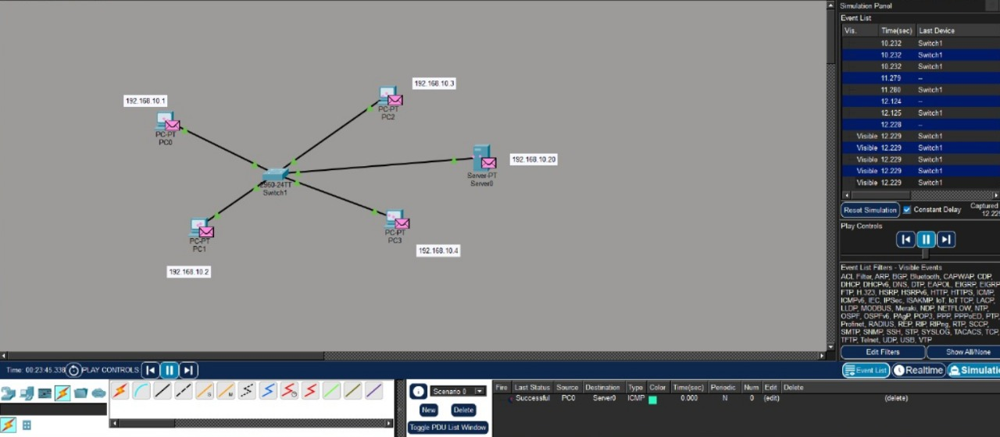 Simulation Panel
Event List
Vis. Time(sec) Last Device
10.232 Switch1
10.232 Switch1
10.232 Switch1
11.279 --
11.280 Switch1
12.124 --
12.125 Switch1
12.228 --
Visible 12.229 Switch1
Visible 12.229 Switch1
Visible 12.229 Switch1
Visible 12.229 Switch1
Visible 12.229 Switch1
Reset Simulation Constant Delay Captured
12.229
Play Controls
Event List Filters - Visible Events
ACL Filter, ARP, BGP, Bluetooth, CAPWAP, CDP,
DHCP, DHCPv6, DNS, DTP, EAPOL, EIGRP, EIGRP
FTP, H.323, HSRP, HSRPv6, HTTP, HTTPS, ICMP,
ICMPv6, IEC, IPSec, ISAKMP, IoT, IoT TCP, LACP,
LLDP, MODBUS, Meraki, NDP, NETFLOW, NTP,
OSPF, OSPFv6, PAgP, POP3, PPP, PPPoED, PTP,
Profinet, RADIUS, REP, RIP, RIPng, RTP, SCCP,
SMTP, SNMP, SSH, STP, SYSLOG, TACACS, TCP,
TFTP, Telnet, UDP, USB, VTP
Edit Filters Show All/None
Event List Realtime Simulatio
192.168.10.1
PC-PT
PC0
192.168.10.3
PC-PT
PC2
192.168.10.20
Server-PT
Server0
2960-24TT
Switch1
PC-PT
PC1
192.168.10.2
PC-PT
PC3
192.168.10.4
Time: 00:23:45.338 PLAY CONTROLS
Scenario 0
New Delete
Toggle PDU List Window
Fire Last Status Source Destination Type Color Time(sec) Periodic Num Edit Delete
Successful PC0 Server0 ICMP 0.000 N 0 (edit) (delete)